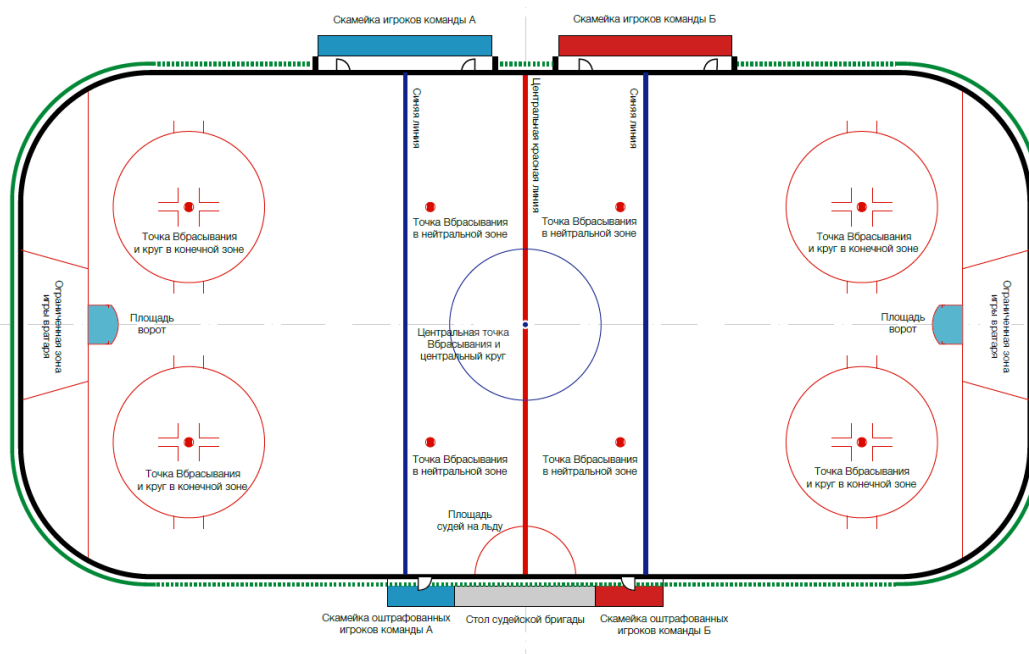 Скамейка игроков команды А
Скамейка игроков команды Б
Синяя линия
Центральная красная линия
Синяя линия
Точка Вбрасывания
в нейтральной зоне
Точка Вбрасывания
в нейтральной зоне
Точка Вбрасывания
и круг в конечной зоне
Точка Вбрасывания
и круг в конечной зоне
Ограниченная зона
игры вратаря
Площадь
ворот
Центральная точка
Вбрасывания и
центральный круг
Площадь
ворот
Ограниченная зона
игры вратаря
Точка Вбрасывания
и круг в конечной зоне
Точка Вбрасывания
в нейтральной зоне
Точка Вбрасывания
в нейтральной зоне
Точка Вбрасывания
и круг в конечной зоне
Площадь
судей на льду
Скамейка оштрафованных
игроков команды А
Стол судейской бригады
Скамейка оштрафованных
игроков команды Б